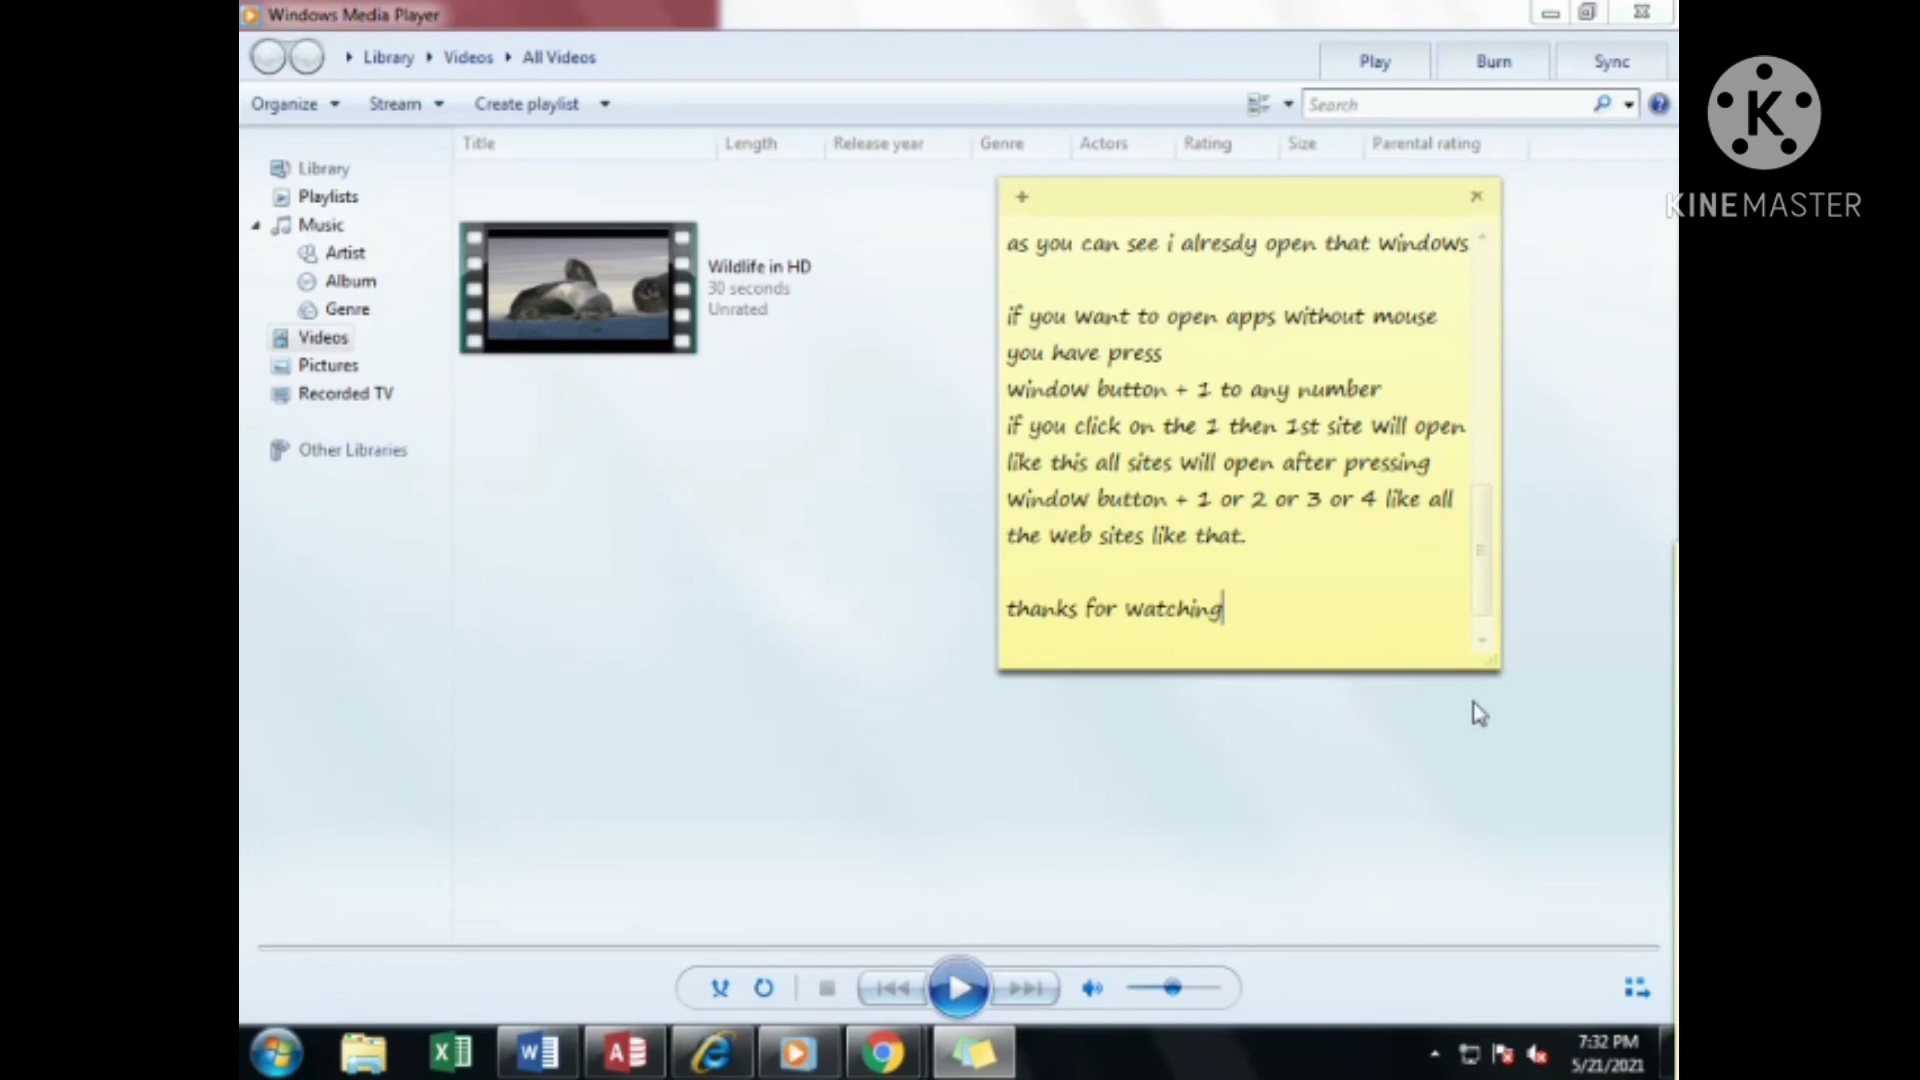 Windows Media Player
Library Videos All Videos
Play Burn Sync
Organize Stream Create playlist Search
Title Length Release year Genre Actors Rating Size Parental rating
Library
Playlists
Music
Artist
Album
Genre
Videos
Pictures
Recorded TV
Other Libraries
Wildlife in HD
30 seconds
Unrated
as you can see i alresdy open that windows
if you want to open apps without mouse
you have press
window button + 1 to any number
if you click on the 1 then 1st site will open
like this all sites will open after pressing
window button + 1 or 2 or 3 or 4 like all
the web sites like that.
thanks for watching
7:32 PM
5/21/2021
K
KINEMASTER